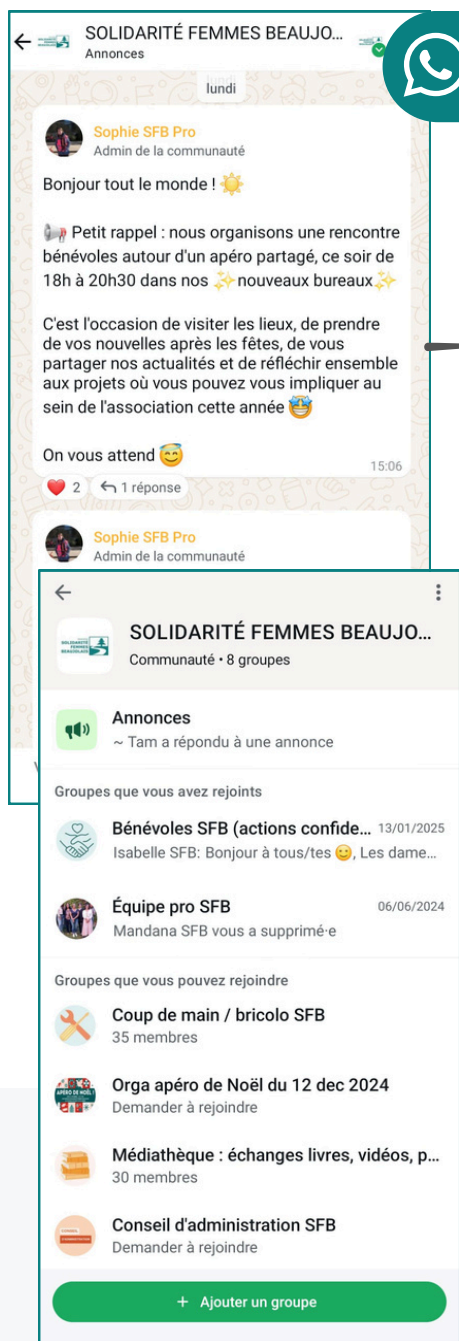 SOLIDARITÉ FEMMES BEAUJO...
Annonces
lundi
Sophie SFB Pro
Admin de la communauté
Bonjour tout le monde ! ☀️
📢 Petit rappel : nous organisons une rencontre
bénévoles autour d'un apéro partagé, ce soir de
18h à 20h30 dans nos ✨nouveaux bureaux✨
C'est l'occasion de visiter les lieux, de prendre
de vos nouvelles après les fêtes, de vous
partager nos actualités et de réfléchir ensemble
aux projets où vous pouvez vous impliquer au
sein de l'association cette année 🤩
On vous attend 😇
15:06
❤️ 2 1 réponse
Sophie SFB Pro
Admin de la communauté
SOLIDARITÉ FEMMES BEAUJOLAIS
SOLIDARITÉ FEMMES BEAUJO...
Communauté • 8 groupes
Annonces
~ Tam a répondu à une annonce
Groupes que vous avez rejoints
Bénévoles SFB (actions confide... 13/01/2025
Isabelle SFB: Bonjour à tous/tes 😊, Les dame...
Équipe pro SFB 06/06/2024
Mandana SFB vous a supprimé·e
Groupes que vous pouvez rejoindre
Coup de main / bricolo SFB
35 membres
APÉRO DE NOËL !
Orga apéro de Noël du 12 dec 2024
Demander à rejoindre
Médiathèque : échanges livres, vidéos, p...
30 membres
Conseil d'administration SFB
Demander à rejoindre
+ Ajouter un groupe